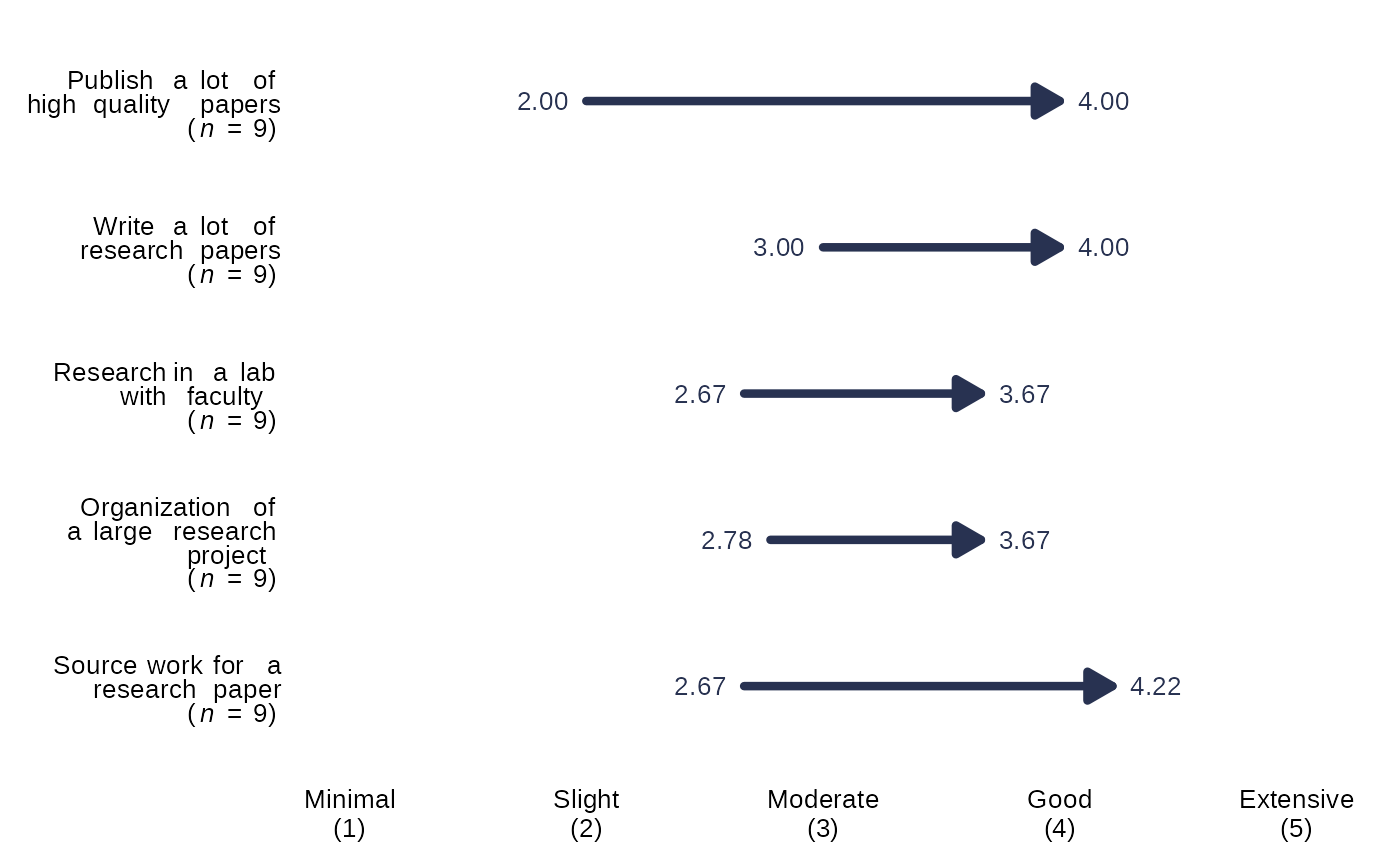 Publish a lot of
high quality papers
(n = 9)
2.00
4.00
Write a lot of
research papers
(n = 9)
3.00
4.00
Research in a lab
with faculty
(n = 9)
2.67
3.67
Organization of
a large research
project
(n = 9)
2.78
3.67
Source work for a
research paper
(n = 9)
2.67
4.22
Minimal
(1)
Slight
(2)
Moderate
(3)
Good
(4)
Extensive
(5)